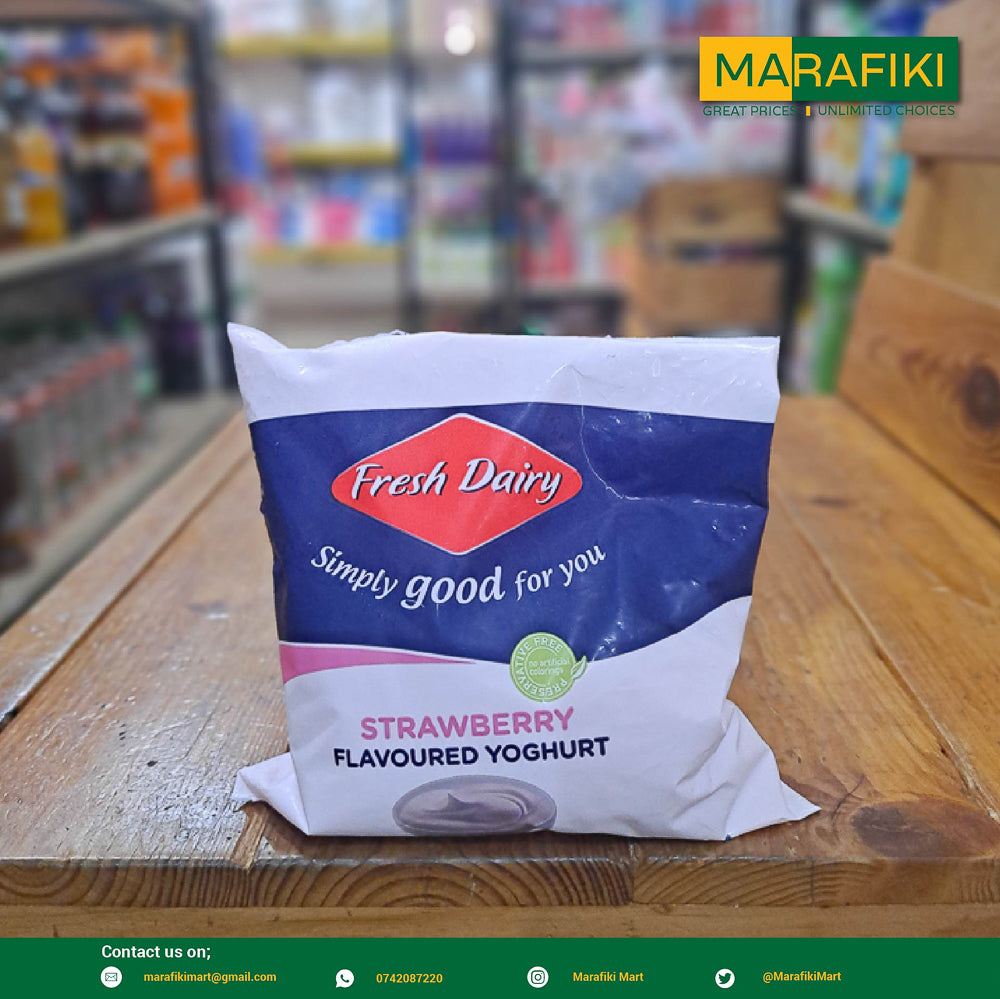 MARAFIKI
GREAT PRICES | UNLIMITED CHOICES
Fresh Dairy
Simply good for you
PRESERVATIVE FREE
no artificial
colorings
STRAWBERRY
FLAVOURED YOGHURT
Contact us on;
marafikimart@gmail.com
0742087220
Marafiki Mart
@MarafikiMart